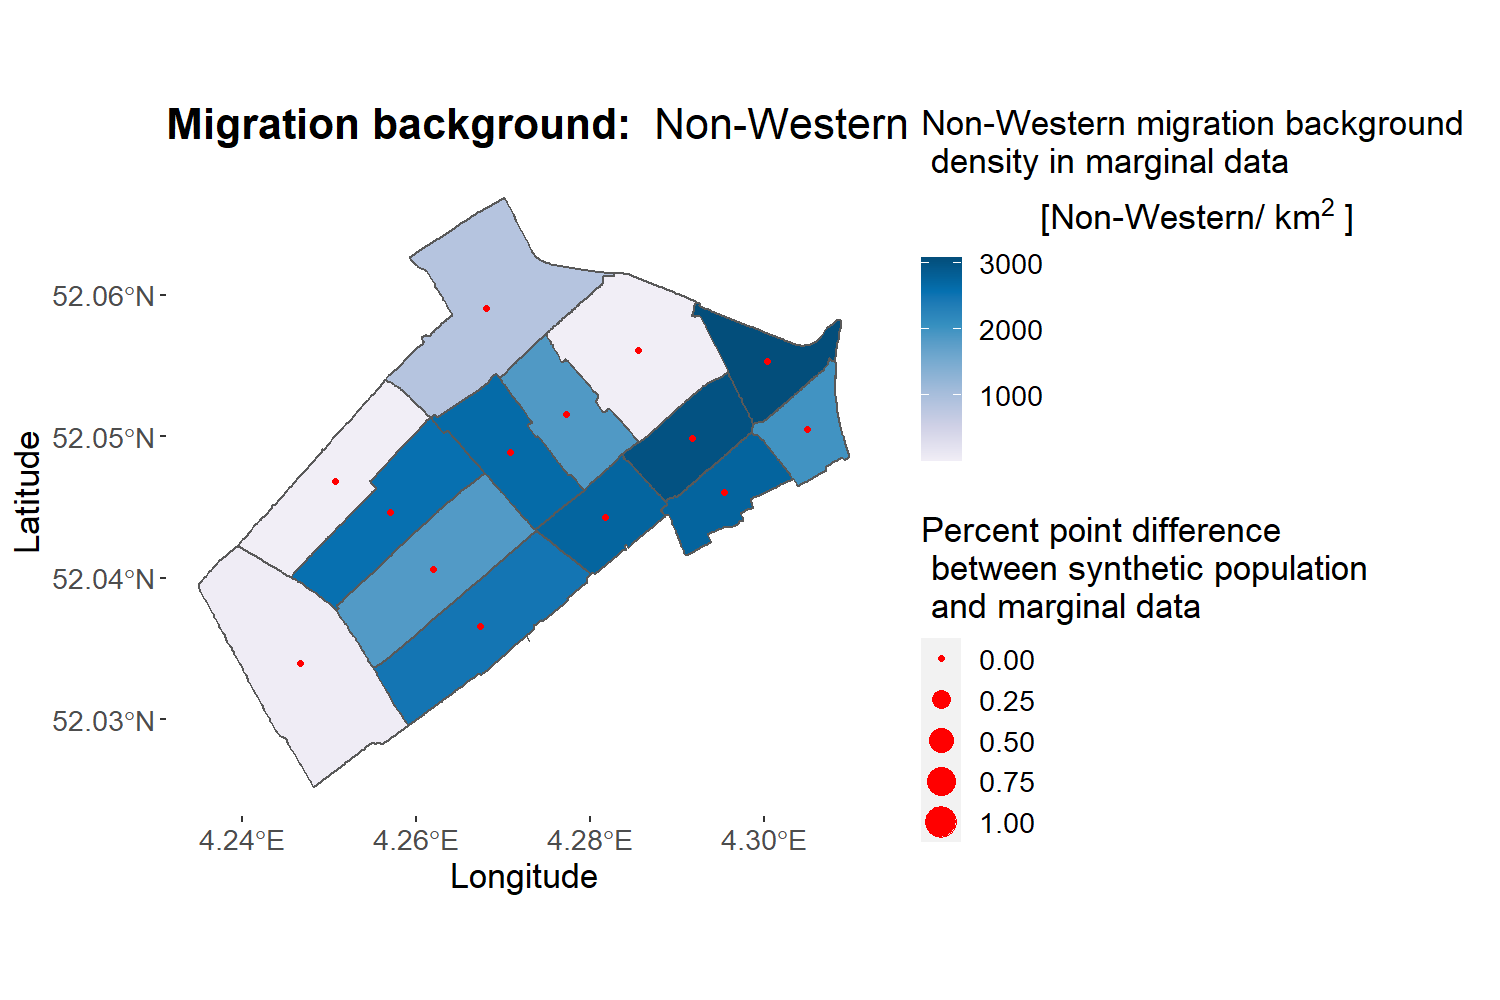 Migration background: Non-Western
Non-Western migration background
density in marginal data
[Non-Western/ km² ]
3000
2000
1000
Percent point difference
between synthetic population
and marginal data
0.00
0.25
0.50
0.75
1.00
Latitude
52.06°N
52.05°N
52.04°N
52.03°N
4.24°E
4.26°E
4.28°E
4.30°E
Longitude